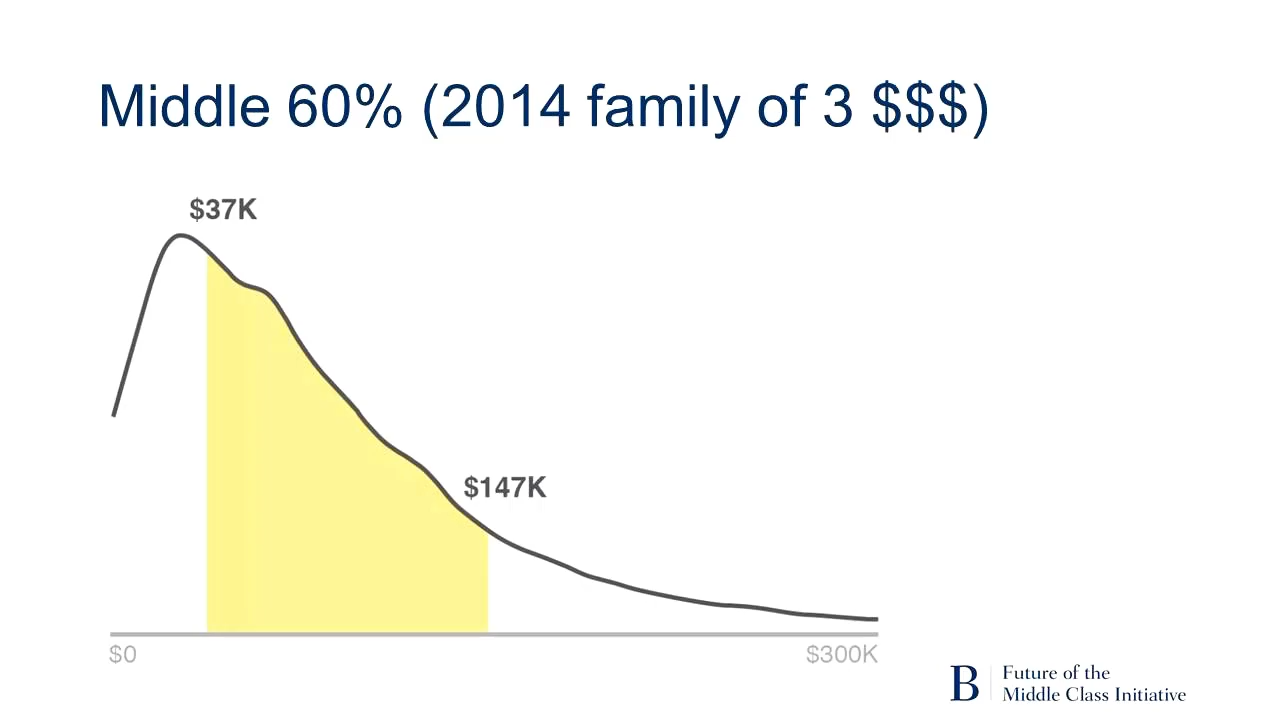 Middle 60% (2014 family of 3 $$$)
$37K
$147K
$0
$300K
B
Future of the
Middle Class Initiative